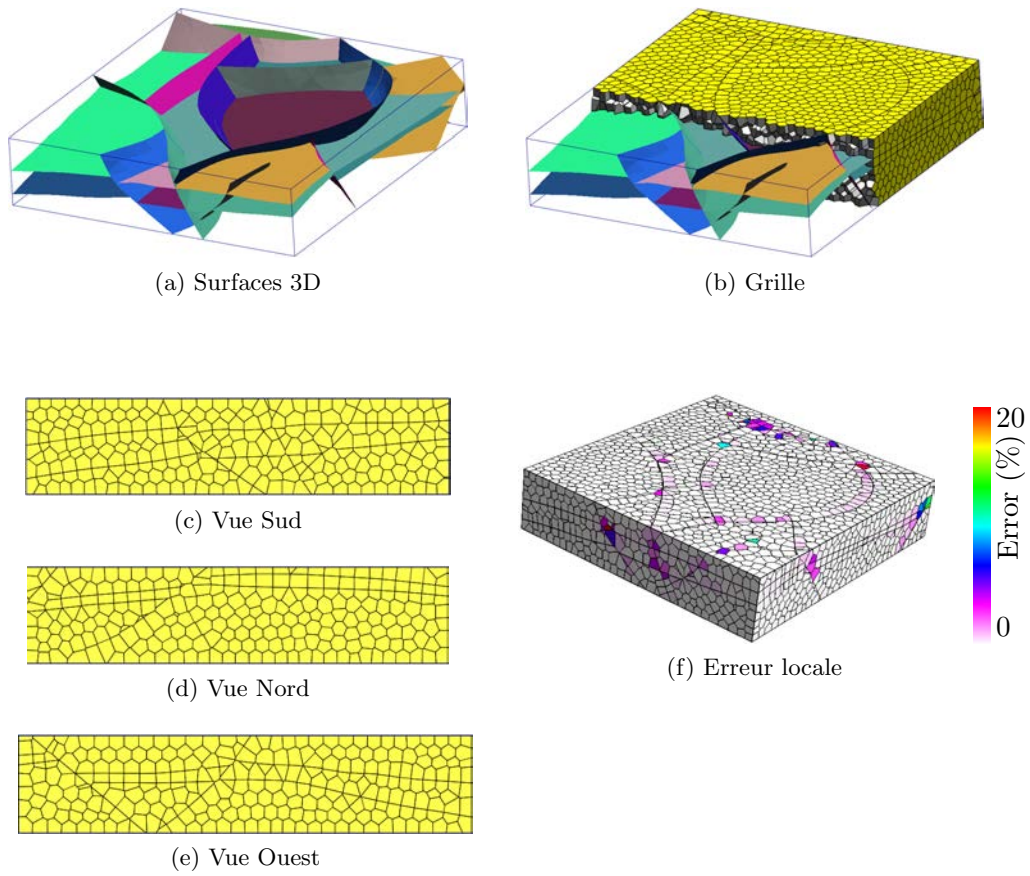 (a) Surfaces 3D
(b) Grille
(c) Vue Sud
(d) Vue Nord
(e) Vue Ouest
20
Error (%)
0
(f) Erreur locale